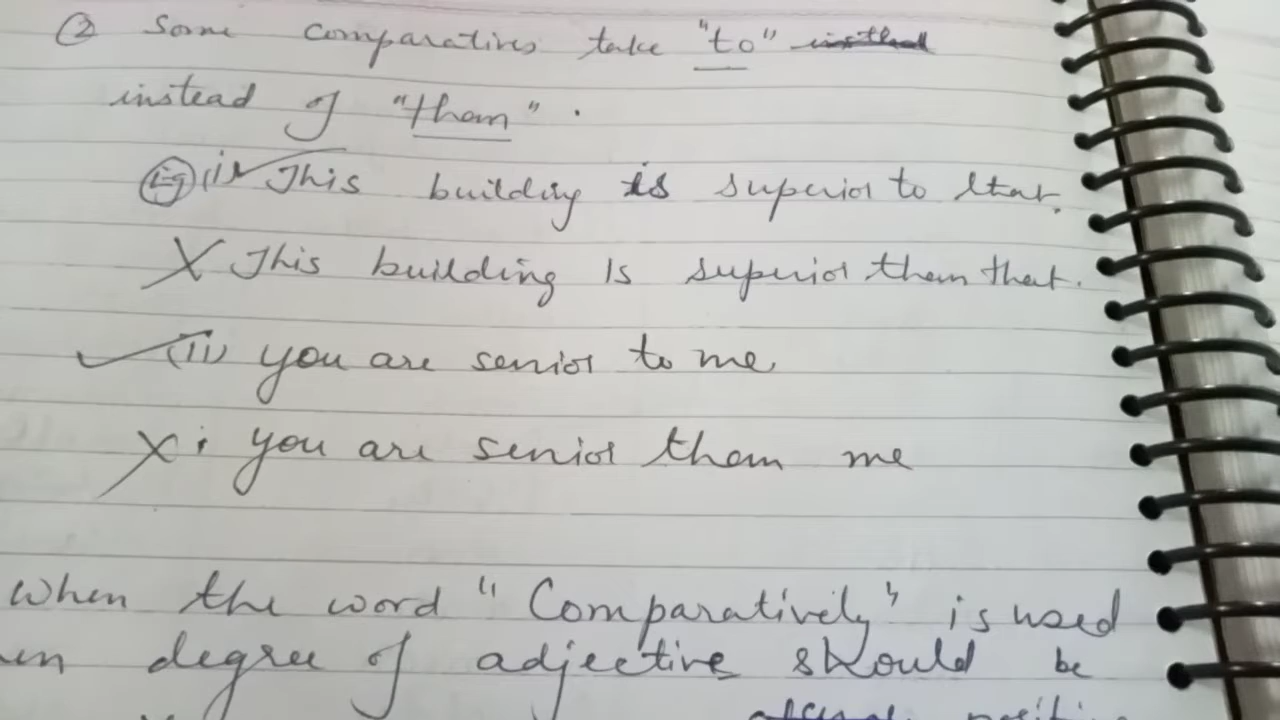 ② Some comparatives take "to" instead
instead of "than".
(Eg) (i) This building is superior to that.
X This building is superior than that.
(ii) you are senior to me
X: you are senior than me
When the word "Comparatively" is used
degree of adjective should be
positi